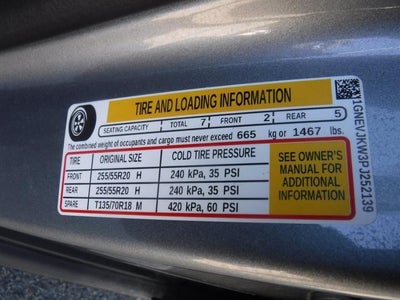 TIRE AND LOADING INFORMATION
SEATING CAPACITY TOTAL 7 FRONT 2 REAR 5
The combined weight of occupants and cargo must never exceed 665 kg or 1467 lbs.
TIRE ORIGINAL SIZE COLD TIRE PRESSURE
FRONT 255/55R20 H 240 kPa, 35 PSI
REAR 255/55R20 H 240 kPa, 35 PSI
SPARE T135/70R18 M 420 kPa, 60 PSI
SEE OWNER'S
MANUAL FOR
ADDITIONAL
INFORMATION
1GNEVJKW3PJ252139